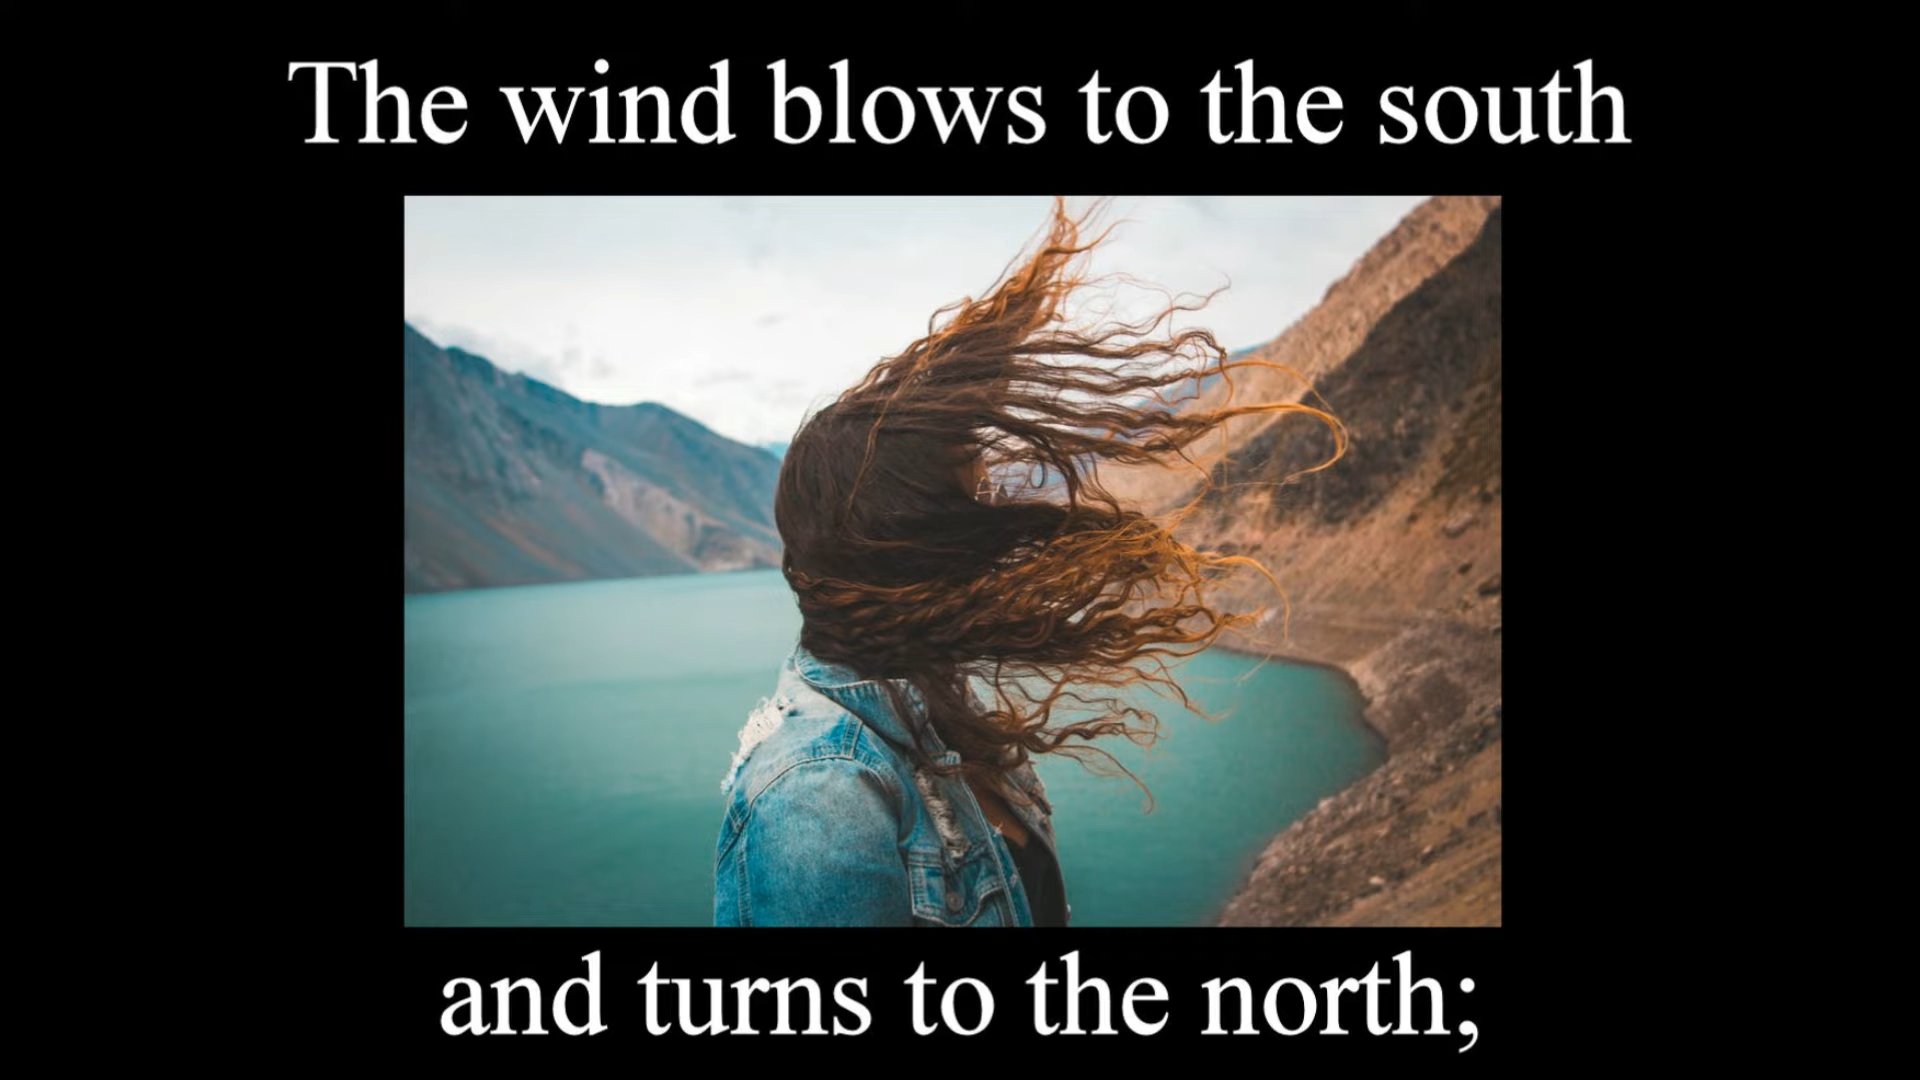 The wind blows to the south
and turns to the north;